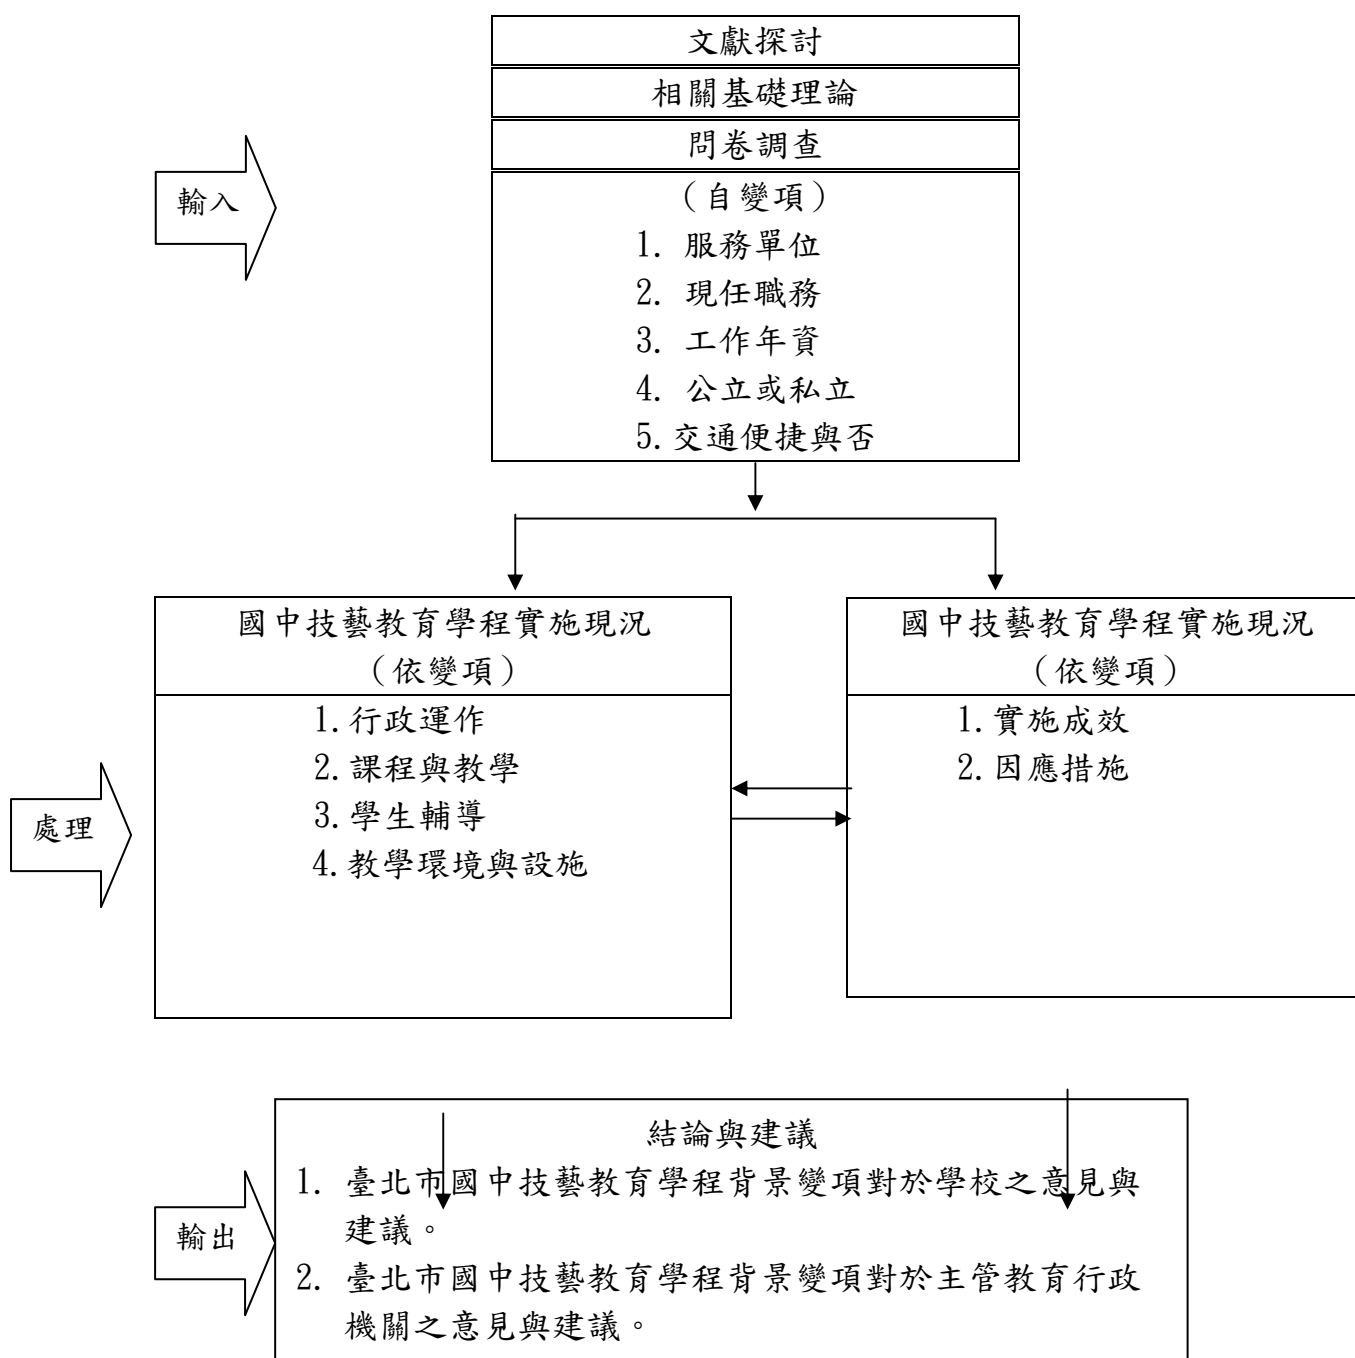 文獻探討
相關基礎理論
問卷調查
輸入
（自變項）
1. 服務單位
2. 現任職務
3. 工作年資
4. 公立或私立
5.交通便捷與否
國中技藝教育學程實施現況
（依變項）
1.行政運作
2.課程與教學
3.學生輔導
4.教學環境與設施
國中技藝教育學程實施現況
（依變項）
1.實施成效
2.因應措施
處理
結論與建議
1. 臺北市國中技藝教育學程背景變項對於學校之意見與
建議。
2. 臺北市國中技藝教育學程背景變項對於主管教育行政
機關之意見與建議。
輸出